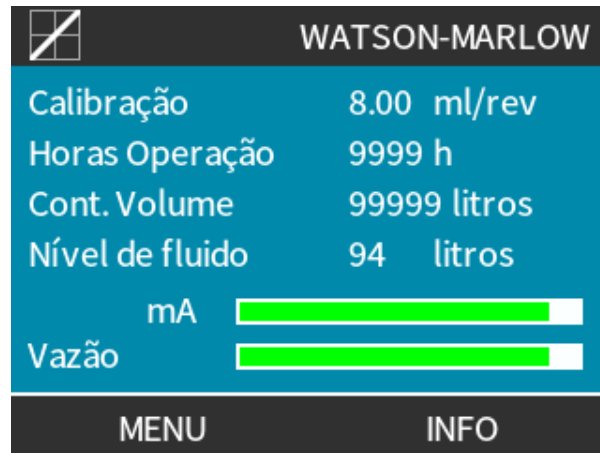 WATSON-MARLOW
Calibração 8.00 ml/rev
Horas Operação 9999 h
Cont. Volume 99999 litros
Nível de fluido 94 litros
mA
Vazão
MENU INFO